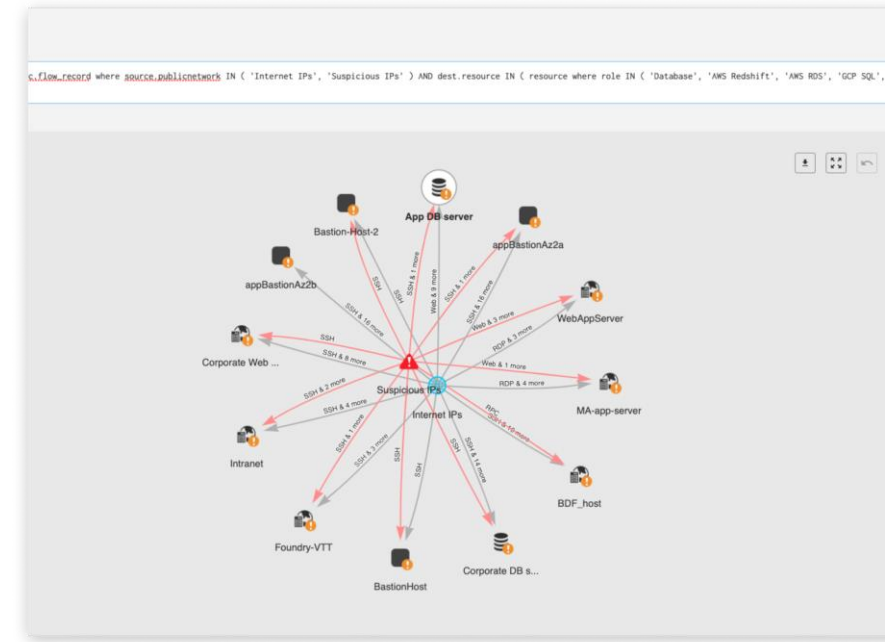 c.flow_record where source.publicnetwork IN ( 'Internet IPs', 'Suspicious IPs' ) AND dest.resource IN ( resource where role IN ( 'Database', 'AWS Redshift', 'AWS RDS', 'GCP SQL',
App DB server
Bastion-Host-2
appBastionAz2a
appBastionAz2b
WebAppServer
Corporate Web ...
MA-app-server
Intranet
BDF_host
Foundry-VTT
Corporate DB s...
BastionHost
Suspicious IPs
Internet IPs
SSH
SSH
SSH & 1 more
Web & 9 more
SSH & 1 more
SSH & 16 more
SSH & 16 more
Web & 3 more
RDP & 3 more
SSH
SSH & 8 more
Web & 1 more
RDP & 4 more
SSH & 2 more
SSH & 4 more
RPC
SSH & 10 more
SSH & 1 more
SSH & 3 more
SSH
SSH
SSH
SSH & 14 more